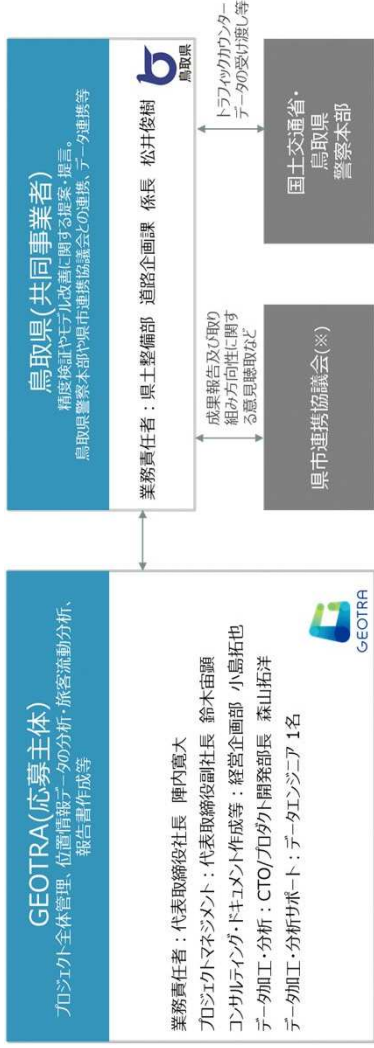 GEOTRA(応募主体)
プロジェクト全体管理、位置情報データの分析・旅客流動分析、
報告書作成等
業務責任者：代表取締役社長　陣内寛大
プロジェクトマネジメント：代表取締役副社長　鈴木宙顕
コンサルティング・ドキュメント作成等：経営企画部　小島拓也
データ加工・分析：CTO/プロダクト開発部長　森山拓洋
データ加工・分析サポート：データエンジニア 1名
GEOTRA
鳥取県(共同事業者)
精度検証やモデル改善に関する提案・提言。
鳥取県警察本部や県市連携協議会との連携、データ連携等
業務責任者：県土整備部　道路企画課　係長　松井俊樹
鳥取県
成果報告及び取り
組み方向性に関す
る意見聴取など
トラフィックカウンター
データの受け渡し等
県市連携協議会(※)
国土交通省・
鳥取県
警察本部